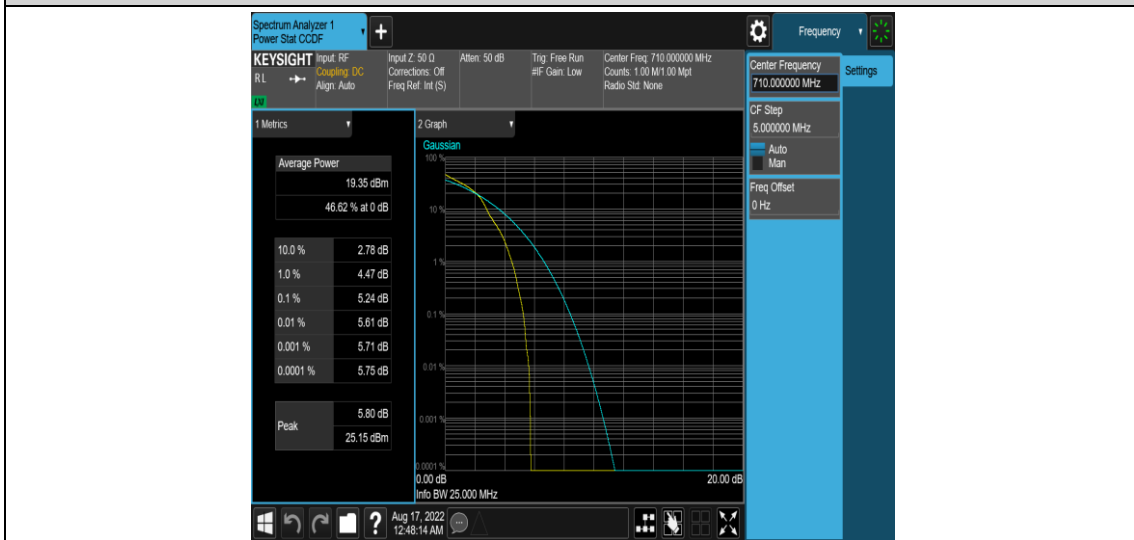 Spectrum Analyzer 1
Power Stat CCDF
+
Frequency
KEYSIGHT
RL
Input: RF
Coupling: DC
Align: Auto
Input Z: 50 Ω
Corrections: Off
Freq Ref: Int (S)
Atten: 50 dB
Trig: Free Run
#IF Gain: Low
Center Freq: 710.000000 MHz
Counts: 1.00 M/1.00 Mpt
Radio Std: None
Center Frequency
710.000000 MHz
Settings
CF Step
5.000000 MHz
Auto
Man
Freq Offset
0 Hz
1 Metrics
Average Power
19.35 dBm
46.62 % at 0 dB
10.0 % 2.78 dB
1.0 % 4.47 dB
0.1 % 5.24 dB
0.01 % 5.61 dB
0.001 % 5.71 dB
0.0001 % 5.75 dB
Peak
5.80 dB
25.15 dBm
2 Graph
Gaussian
100 %
10 %
1 %
0.1 %
0.01 %
0.001 %
0.0001 %
0.00 dB 20.00 dB
Info BW 25.000 MHz
?
Aug 17, 2022
12:48:14 AM